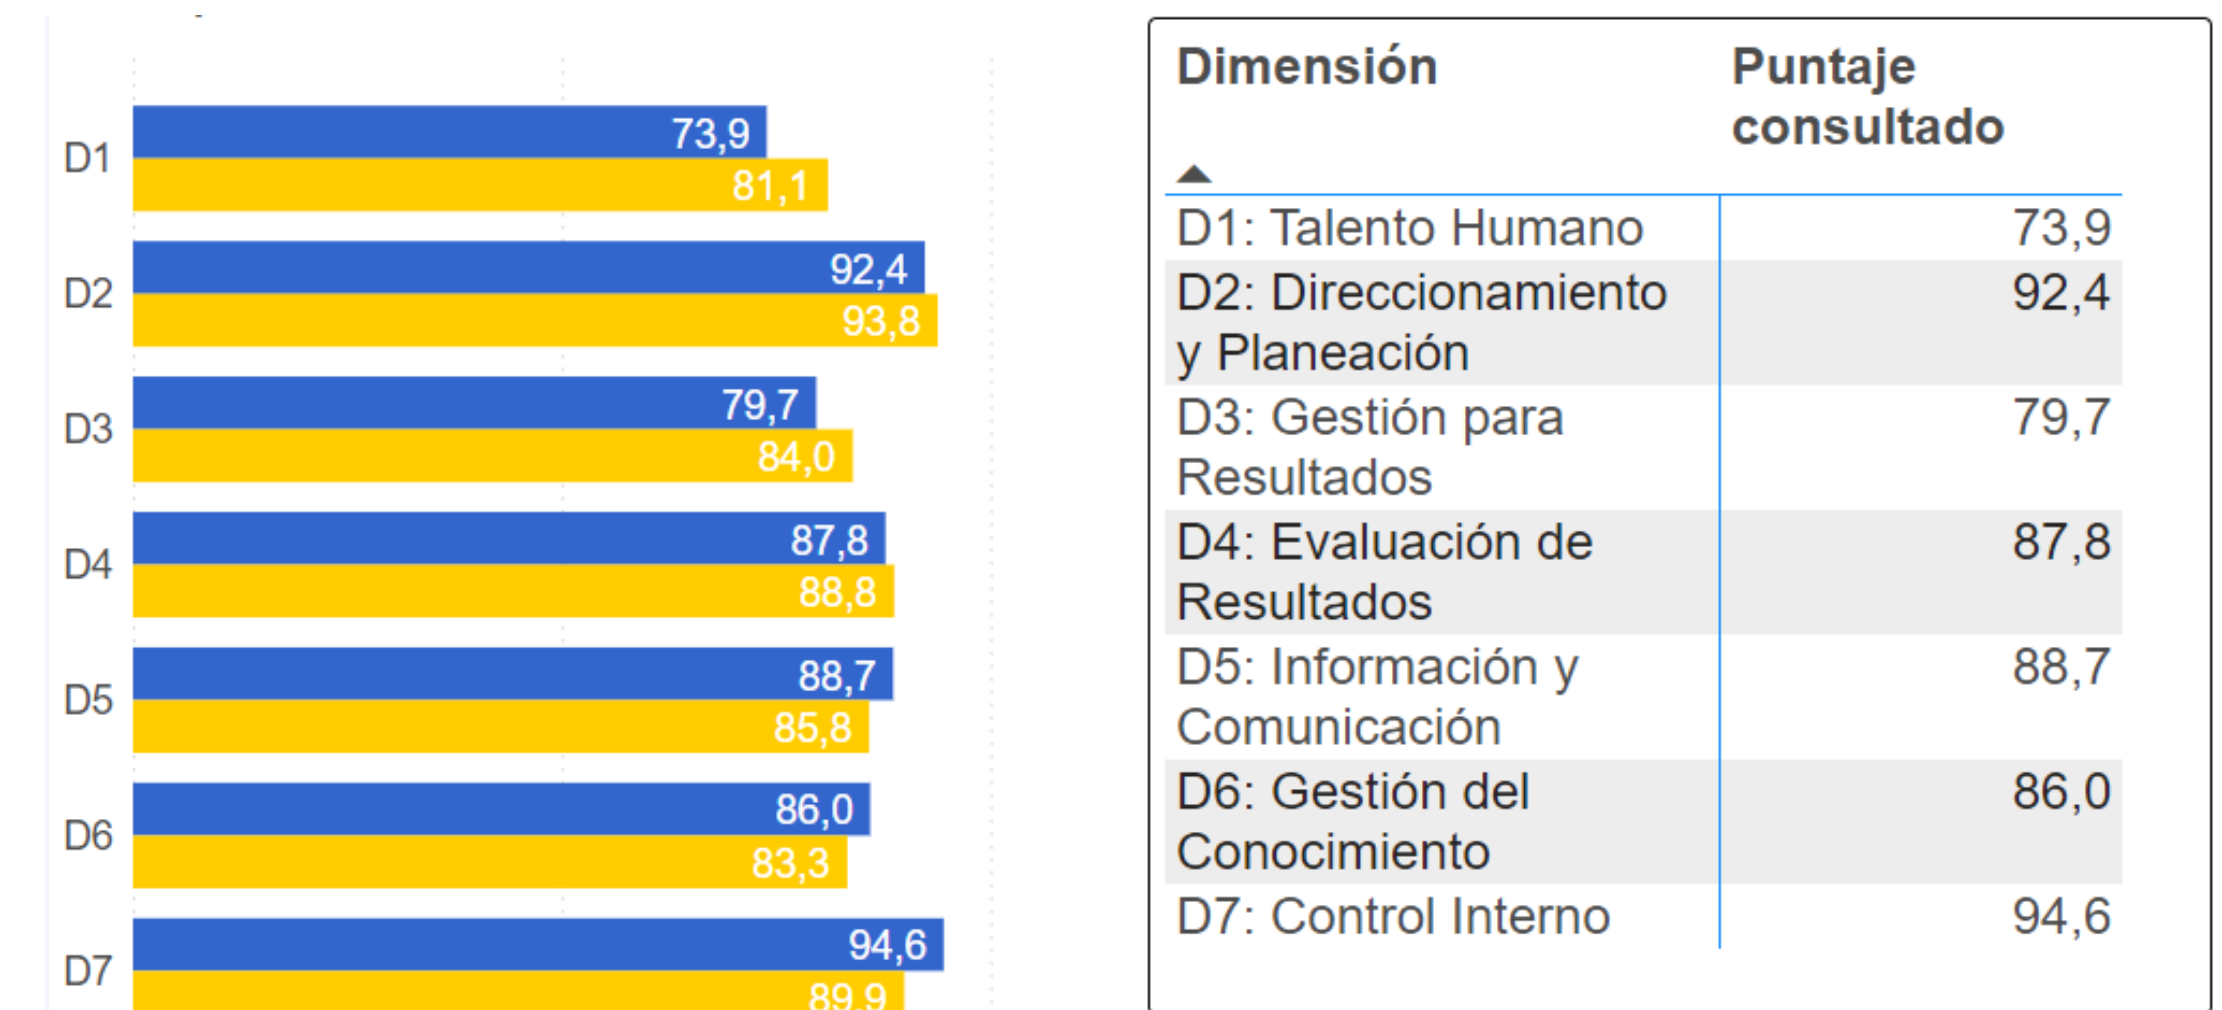 D1
73,9
81,1
D2
92,4
93,8
D3
79,7
84,0
D4
87,8
88,8
D5
88,7
85,8
D6
86,0
83,3
D7
94,6
89,9
Dimensión
Puntaje
consultado
D1: Talento Humano 73,9
D2: Direccionamiento 92,4
y Planeación
D3: Gestión para 79,7
Resultados
D4: Evaluación de 87,8
Resultados
D5: Información y 88,7
Comunicación
D6: Gestión del 86,0
Conocimiento
D7: Control Interno 94,6